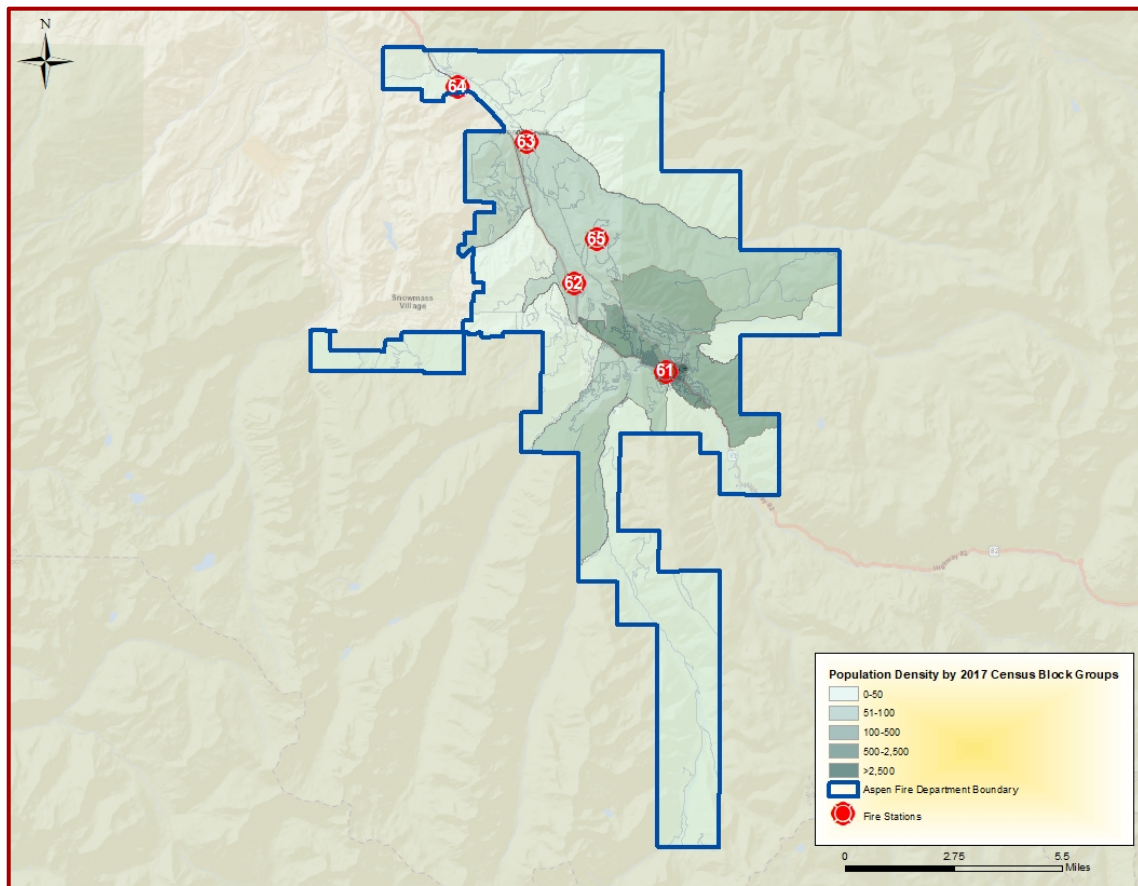 N
64
63
65
62
61
Snowmass
Village
Highway 82
82
Population Density by 2017 Census Block Groups
0-50
51-100
100-500
500-2,500
>2,500
Aspen Fire Department Boundary
Fire Stations
0
2.75
5.5
Miles